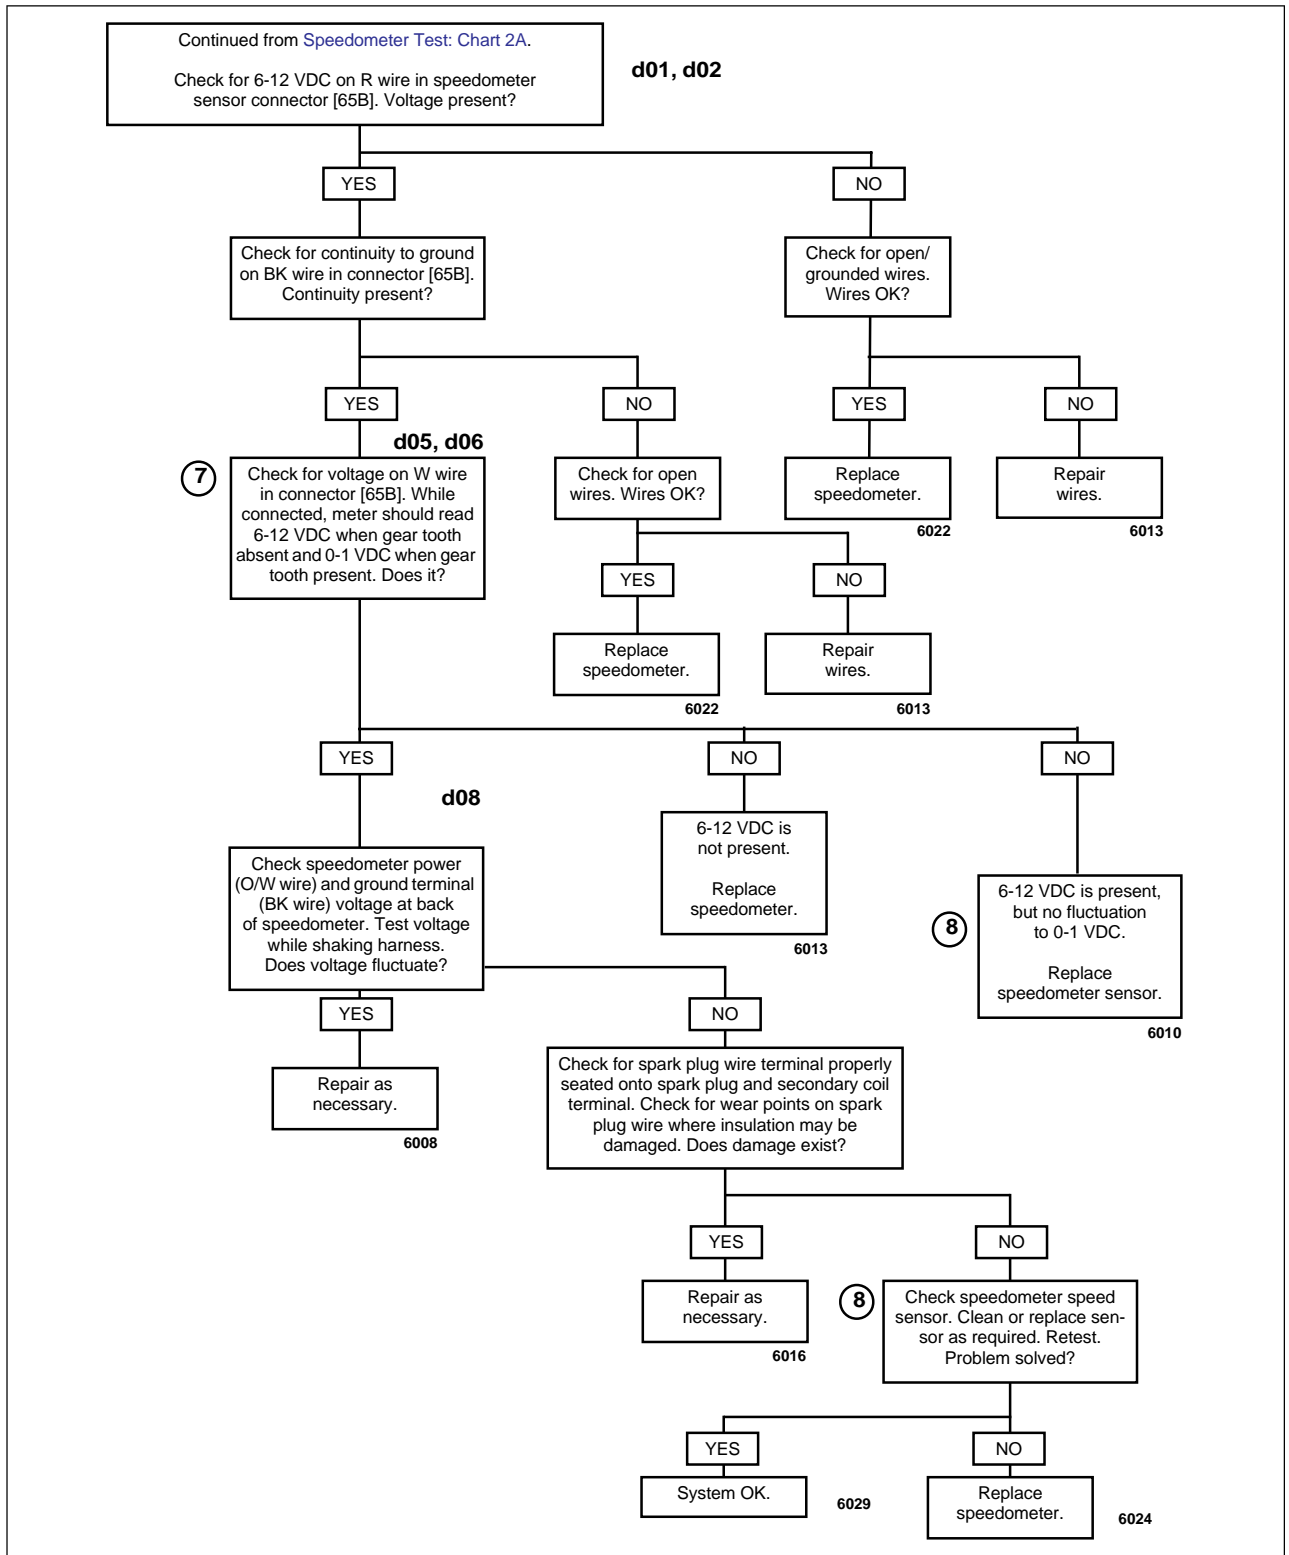 Continued from Speedometer Test: Chart 2A.
Check for 6-12 VDC on R wire in speedometer
sensor connector [65B]. Voltage present?
d01, d02
YES
NO
Check for continuity to ground
on BK wire in connector [65B].
Continuity present?
Check for open/
grounded wires.
Wires OK?
YES
NO
YES
NO
d05, d06
7
Check for voltage on W wire
in connector [65B]. While
connected, meter should read
6-12 VDC when gear tooth
absent and 0-1 VDC when gear
tooth present. Does it?
Check for open
wires. Wires OK?
Replace
speedometer.
6022
Repair
wires.
6013
YES
NO
Replace
speedometer.
6022
Repair
wires.
6013
YES
NO
NO
d08
Check speedometer power
(O/W wire) and ground terminal
(BK wire) voltage at back
of speedometer. Test voltage
while shaking harness.
Does voltage fluctuate?
6-12 VDC is
not present.
Replace
speedometer.
6013
8
6-12 VDC is present,
but no fluctuation
to 0-1 VDC.
Replace
speedometer sensor.
6010
YES
NO
Repair as
necessary.
6008
Check for spark plug wire terminal properly
seated onto spark plug and secondary coil
terminal. Check for wear points on spark
plug wire where insulation may be
damaged. Does damage exist?
YES
NO
Repair as
necessary.
6016
8
Check speedometer speed
sensor. Clean or replace sen-
sor as required. Retest.
Problem solved?
YES
NO
System OK.
6029
Replace
speedometer.
6024